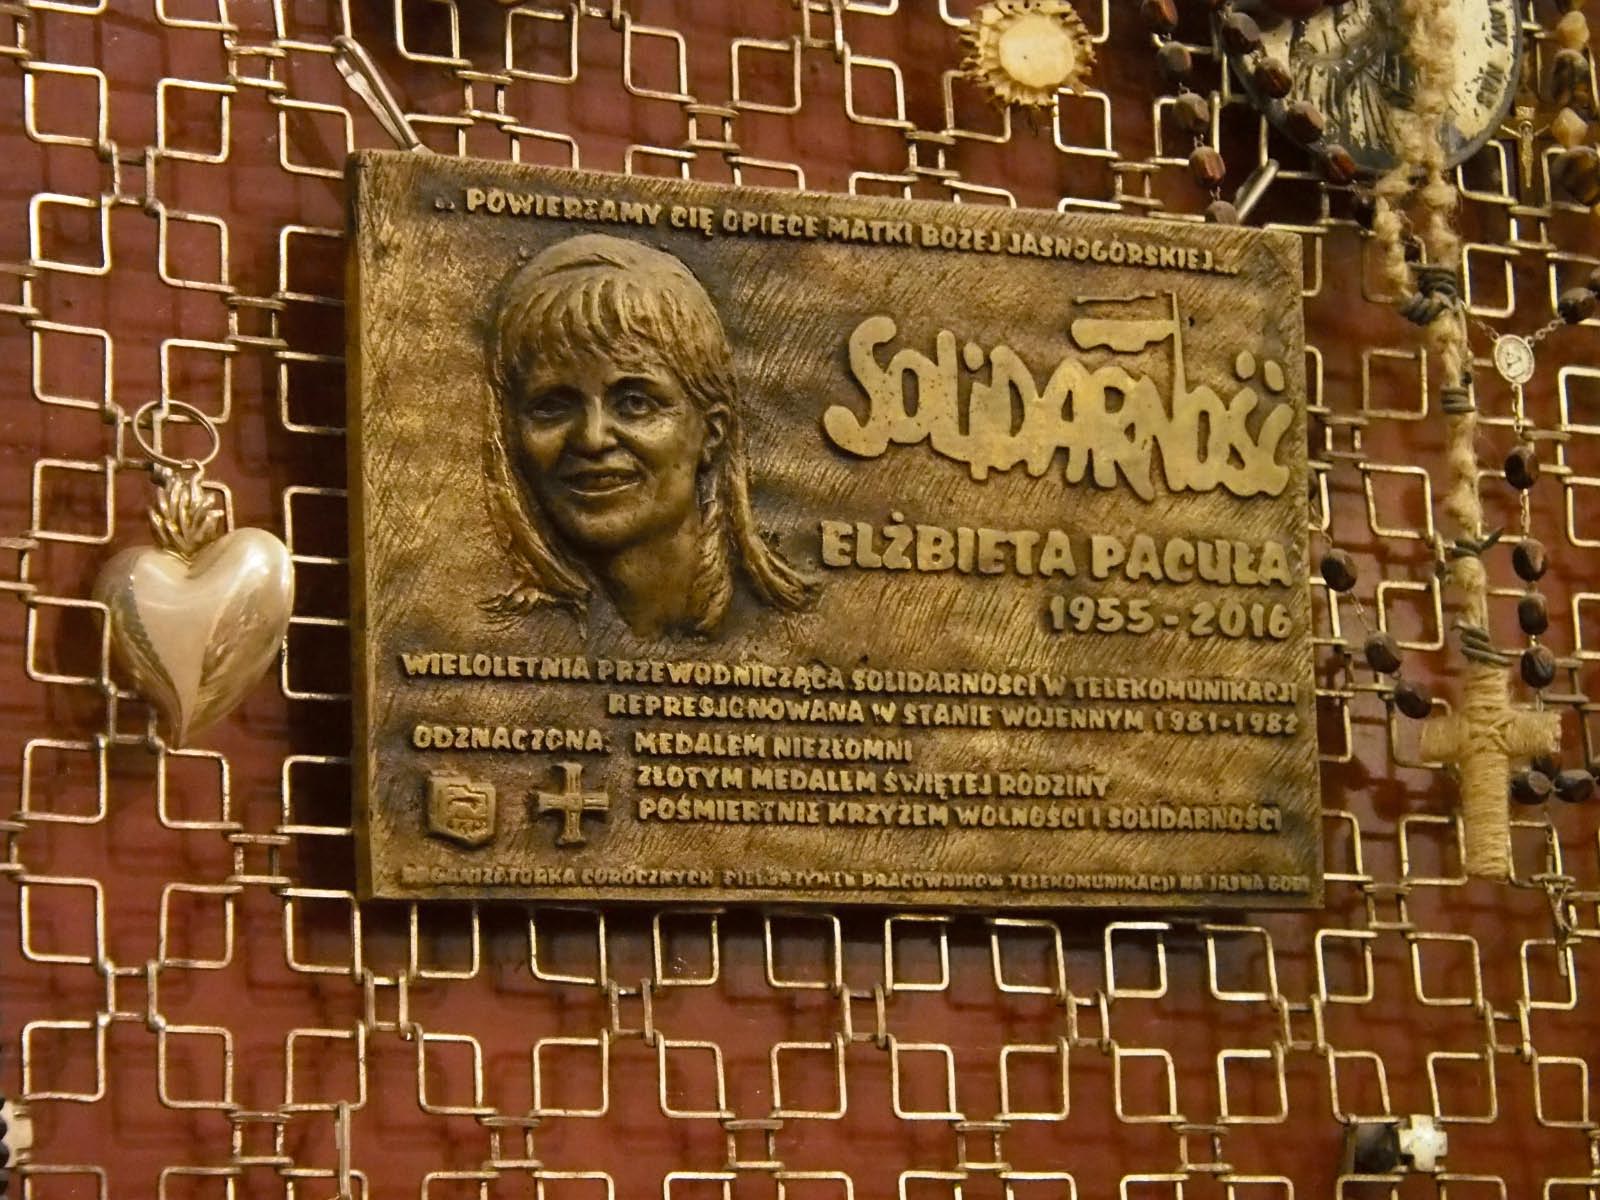 .. POWIERZAMY CIĘ OPIECE MATKI BOŻEJ JASNOGÓRSKIEJ...
SOLIDARNOŚĆ
ELŻBIETA PACUŁA
1955 - 2016
WIELOLETNIA PRZEWODNICZĄCA SOLIDARNOŚCI W TELEKOMUNIKACJI
REPRESJONOWANA W STANIE WOJENNYM 1981-1982
ODZNACZONA: MEDALEM NIEZŁOMNI
ZŁOTYM MEDALEM ŚWIĘTEJ RODZINY
POŚMIERTNIE KRZYŻEM WOLNOŚCI I SOLIDARNOŚCI
ORGANIZATORKA COROCZNYCH PIELGRZYMEK PRACOWNIKÓW TELEKOMUNIKACJI NA JASNĄ GÓRĘ